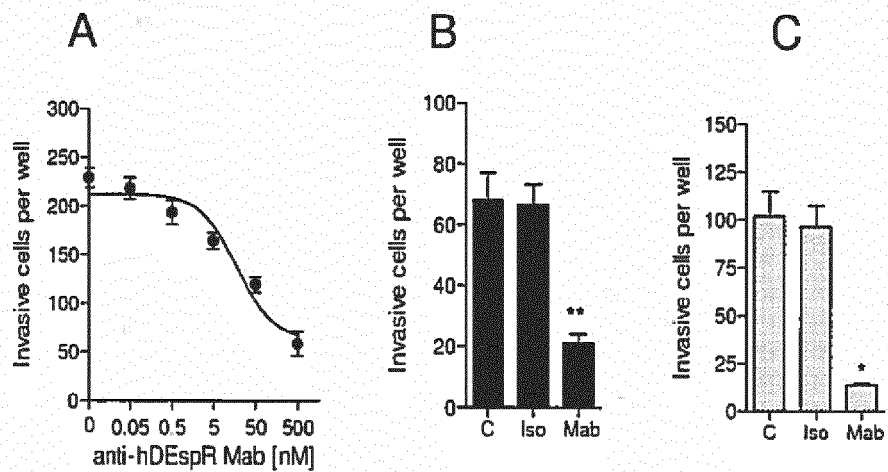 A
B
C
Invasive cells per well
300
250
200
150
100
50
0
0 0.05 0.5 5 50 500
anti-hDEspR Mab [nM]
Invasive cells per well
100
80
60
40
20
0
**
C Iso Mab
Invasive cells per well
150
125
100
75
50
25
0
*
C Iso Mab